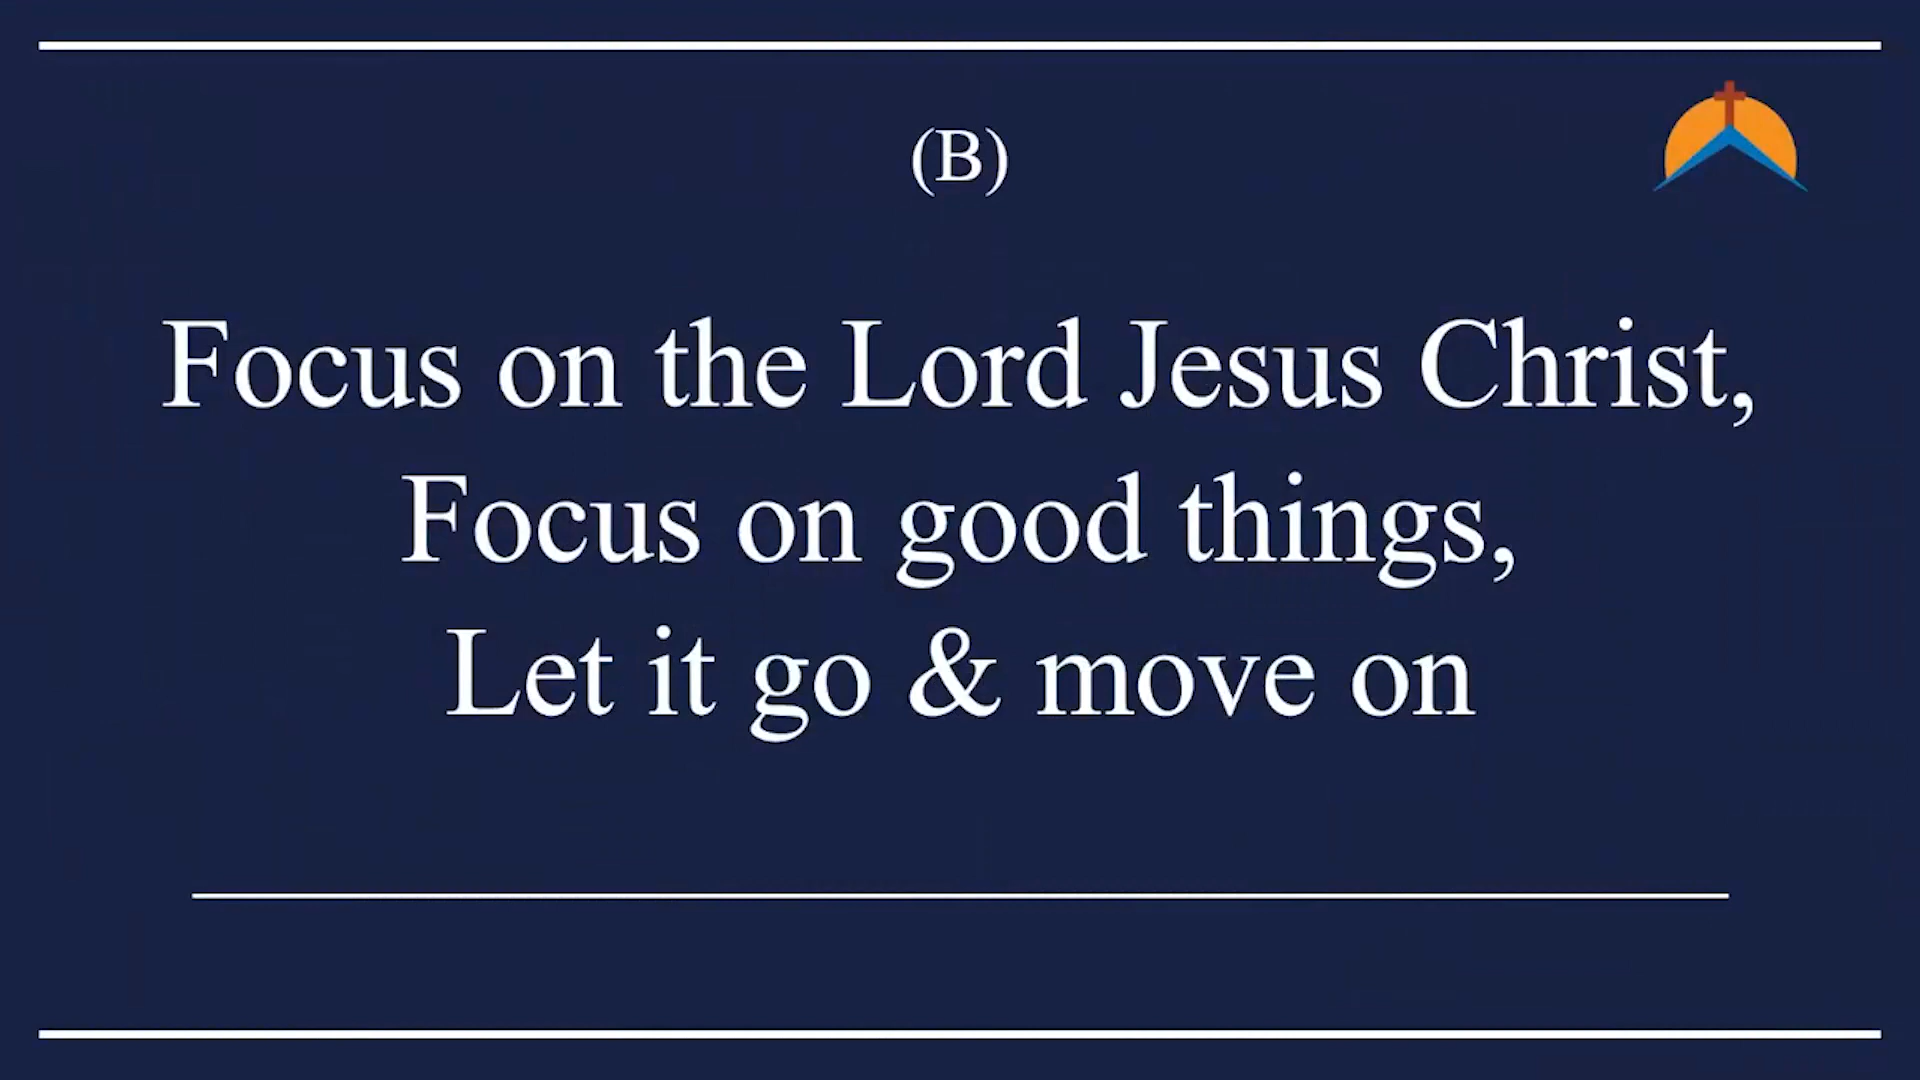 (B)
Focus on the Lord Jesus Christ,
Focus on good things,
Let it go & move on